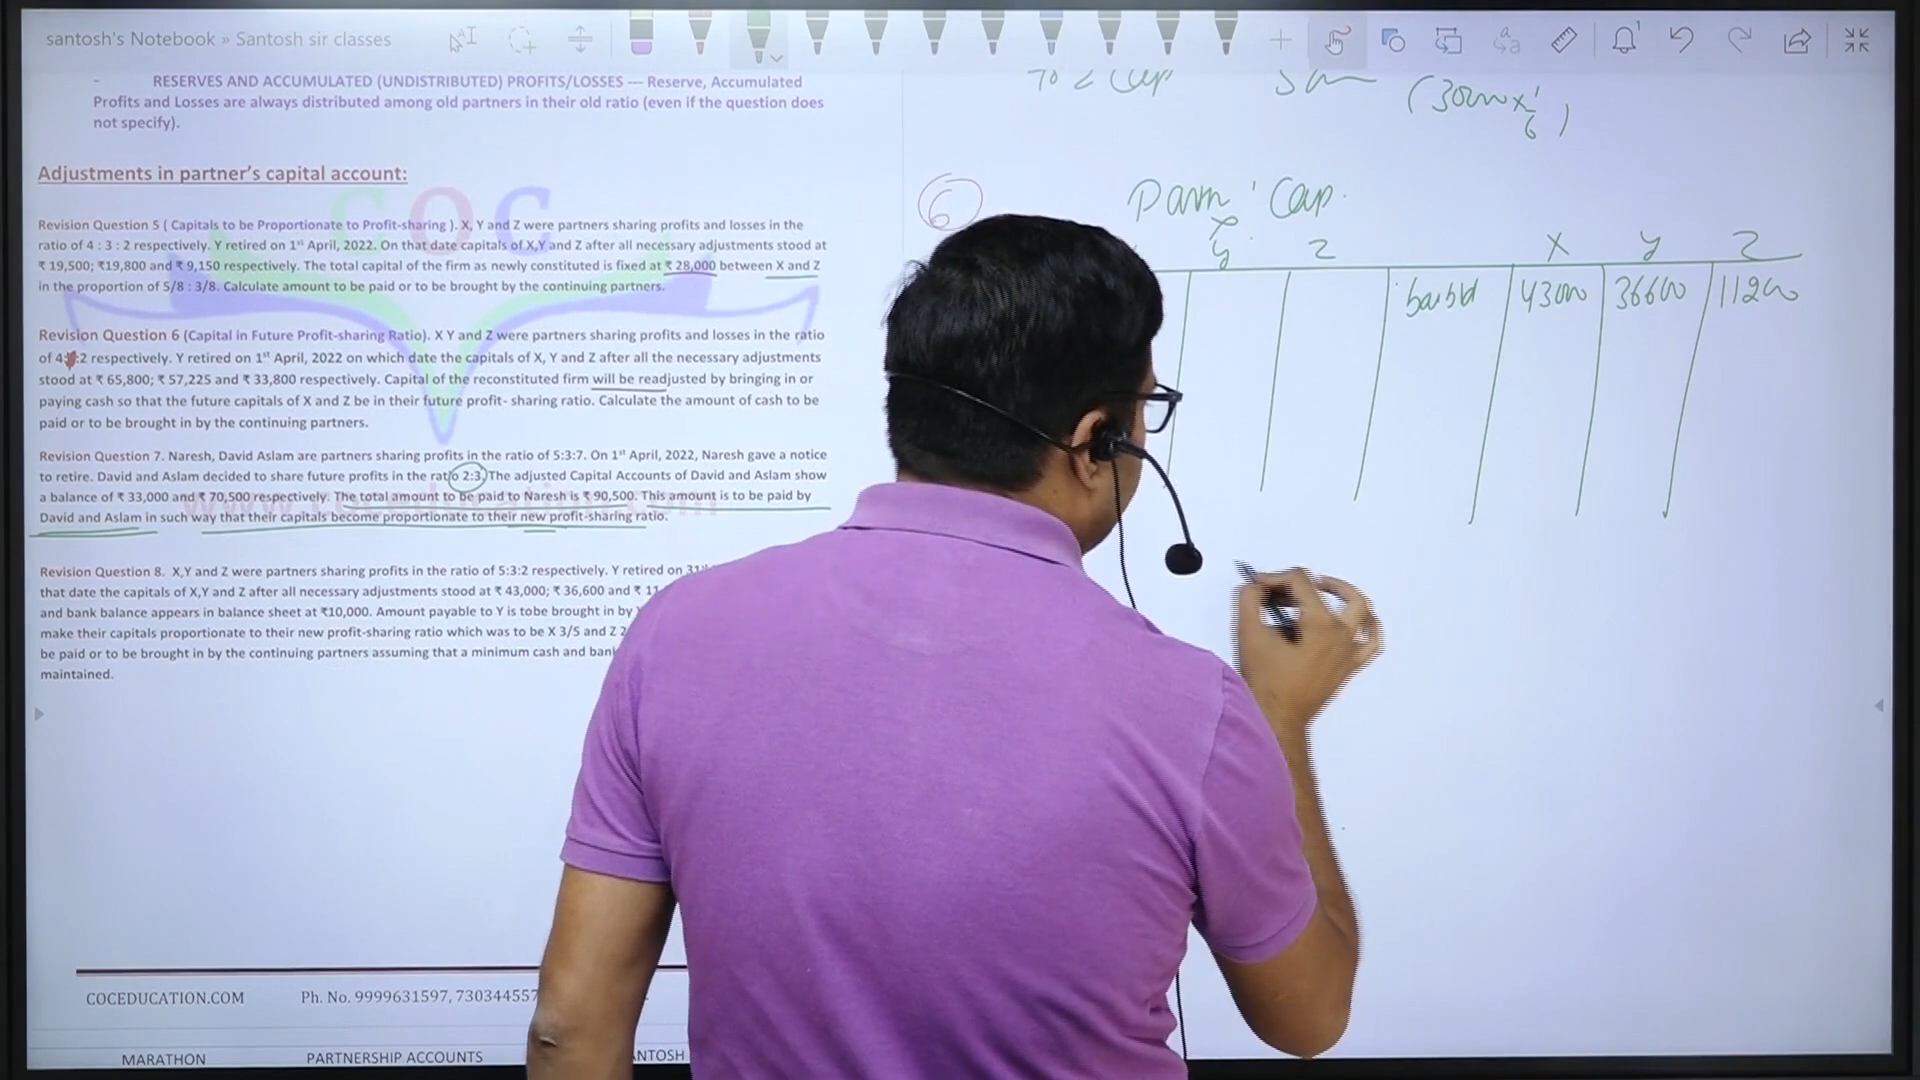 santosh's Notebook » Santosh sir classes
- RESERVES AND ACCUMULATED (UNDISTRIBUTED) PROFITS/LOSSES --- Reserve, Accumulated
Profits and Losses are always distributed among old partners in their old ratio (even if the question does
not specify).
Adjustments in partner's capital account:
COC
Revision Question 5 ( Capitals to be Proportionate to Profit-sharing ). X, Y and Z were partners sharing profits and losses in the
ratio of 4 : 3 : 2 respectively. Y retired on 1st April, 2022. On that date capitals of X,Y and Z after all necessary adjustments stood at
₹ 19,500; ₹19,800 and ₹ 9,150 respectively. The total capital of the firm as newly constituted is fixed at ₹ 28,000 between X and Z
in the proportion of 5/8 : 3/8. Calculate amount to be paid or to be brought by the continuing partners.
Revision Question 6 (Capital in Future Profit-sharing Ratio). X Y and Z were partners sharing profits and losses in the ratio
of 4: :2 respectively. Y retired on 1st April, 2022 on which date the capitals of X, Y and Z after all the necessary adjustments
stood at ₹ 65,800; ₹ 57,225 and ₹ 33,800 respectively. Capital of the reconstituted firm will be readjusted by bringing in or
paying cash so that the future capitals of X and Z be in their future profit- sharing ratio. Calculate the amount of cash to be
paid or to be brought in by the continuing partners.
Revision Question 7. Naresh, David Aslam are partners sharing profits in the ratio of 5:3:7. On 1st April, 2022, Naresh gave a notice
to retire. David and Aslam decided to share future profits in the ratio 2:3. The adjusted Capital Accounts of David and Aslam show
a balance of ₹ 33,000 and ₹ 70,500 respectively. The total amount to be paid to Naresh is ₹ 90,500. This amount is to be paid by
David and Aslam in such way that their capitals become proportionate to their new profit-sharing ratio.
Revision Question 8. X,Y and Z were partners sharing profits in the ratio of 5:3:2 respectively. Y retired on 31
that date the capitals of X,Y and Z after all necessary adjustments stood at ₹ 43,000; ₹ 36,600 and ₹ 11
and bank balance appears in balance sheet at ₹10,000. Amount payable to Y is tobe brought in by
make their capitals proportionate to their new profit-sharing ratio which was to be X 3/5 and Z 2
be paid or to be brought in by the continuing partners assuming that a minimum cash and bank
maintained.
COCEDUCATION.COM Ph. No. 9999631597, 730344557
MARATHON PARTNERSHIP ACCOUNTS ANTOSH
To Z Cap (30000x1/6)
6 Cap.
Y Z X Y Z
43000 36600 11200